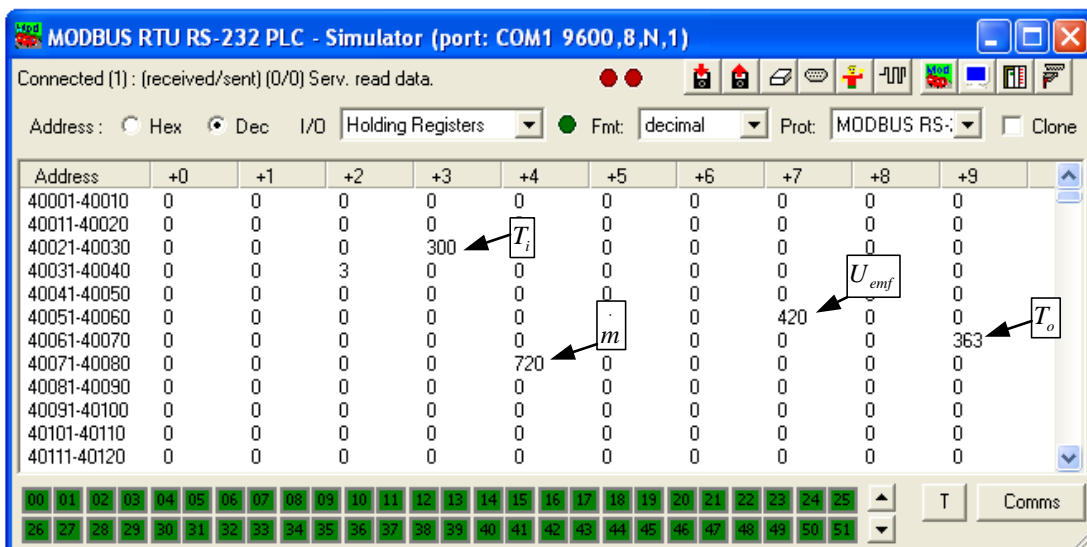 MODBUS RTU RS-232 PLC - Simulator (port: COM1 9600,8,N,1)
Connected (1) : (received/sent) (0/0) Serv. read data.
Address : Hex Dec I/O Holding Registers Fmt: decimal Prot: MODBUS RS-: Clone
Address +0 +1 +2 +3 +4 +5 +6 +7 +8 +9
40001-40010 0 0 0 0 0 0 0 0 0 0
40011-40020 0 0 0 0 0 0 0 0 0 0
40021-40030 0 0 0 300 T_i 0 0 0 0 0
40031-40040 0 0 3 0 0 0 0 0 U_emf 0
40041-40050 0 0 0 0 0 0 0 0 0 0
40051-40060 0 0 0 0 0 0 0 420 0 0 T_o
40061-40070 0 0 0 0 0 ṁ 0 0 0 363
40071-40080 0 0 0 0 720 0 0 0 0 0
40081-40090 0 0 0 0 0 0 0 0 0 0
40091-40100 0 0 0 0 0 0 0 0 0 0
40101-40110 0 0 0 0 0 0 0 0 0 0
40111-40120 0 0 0 0 0 0 0 0 0 0
00 01 02 03 04 05 06 07 08 09 10 11 12 13 14 15 16 17 18 19 20 21 22 23 24 25 T Comms
26 27 28 29 30 31 32 33 34 35 36 37 38 39 40 41 42 43 44 45 46 47 48 49 50 51